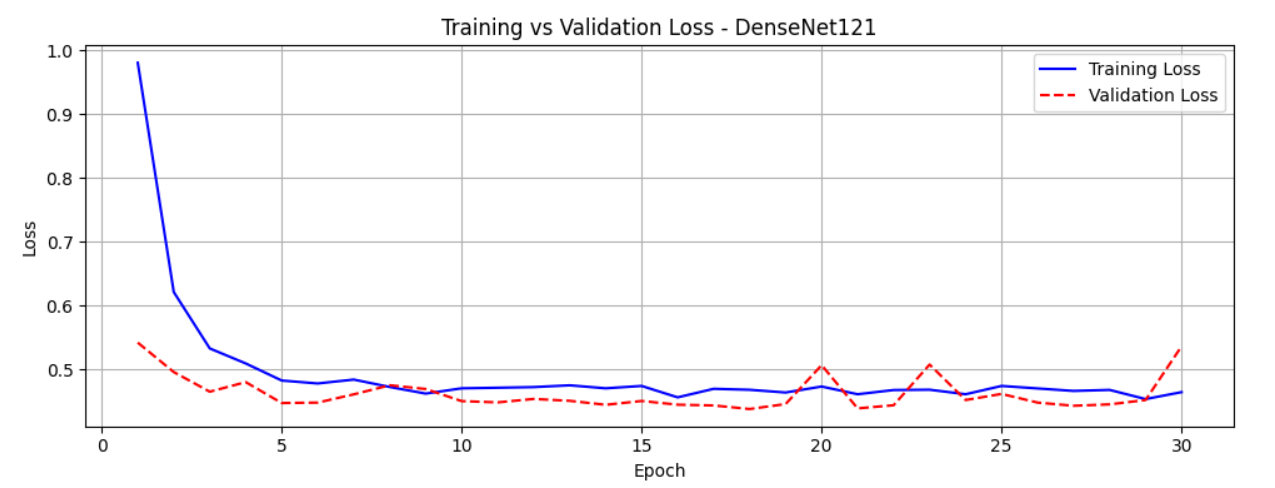 Training vs Validation Loss - DenseNet121
Training Loss
Validation Loss
Loss
1.0
0.9
0.8
0.7
0.6
0.5
0 5 10 15 20 25 30
Epoch